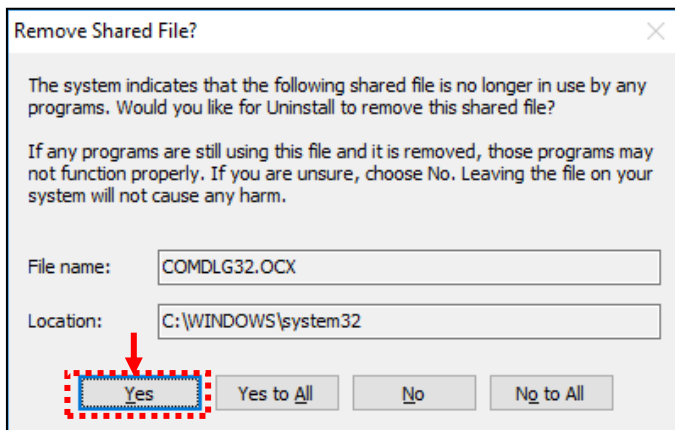 Remove Shared File?
The system indicates that the following shared file is no longer in use by any
programs. Would you like for Uninstall to remove this shared file?
If any programs are still using this file and it is removed, those programs may
not function properly. If you are unsure, choose No. Leaving the file on your
system will not cause any harm.
File name: COMDLG32.OCX
Location: C:\WINDOWS\system32
Yes Yes to All No No to All